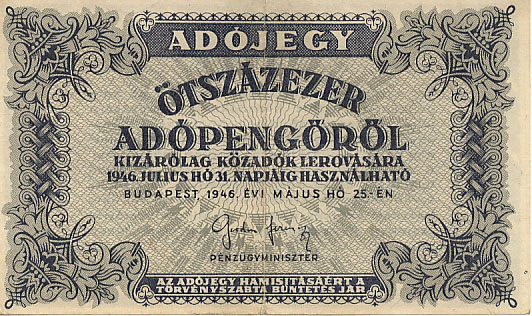 ADÓJEGY
ÖTSZÁZEZER
ADÓPENGŐRŐL
KIZÁRÓLAG KÖZADÓK LEROVÁSÁRA
1946. JULIUS HÓ 31. NAPJÁIG HASZNÁLHATÓ
BUDAPEST, 1946. ÉVI MÁJUS HÓ 25.-ÉN
PÉNZÜGYMINISZTER
AZ ADÓJEGY HAMISITÁSÁÉRT A
TÖRVÉNYSZABTA BÜNTETÉS JÁR